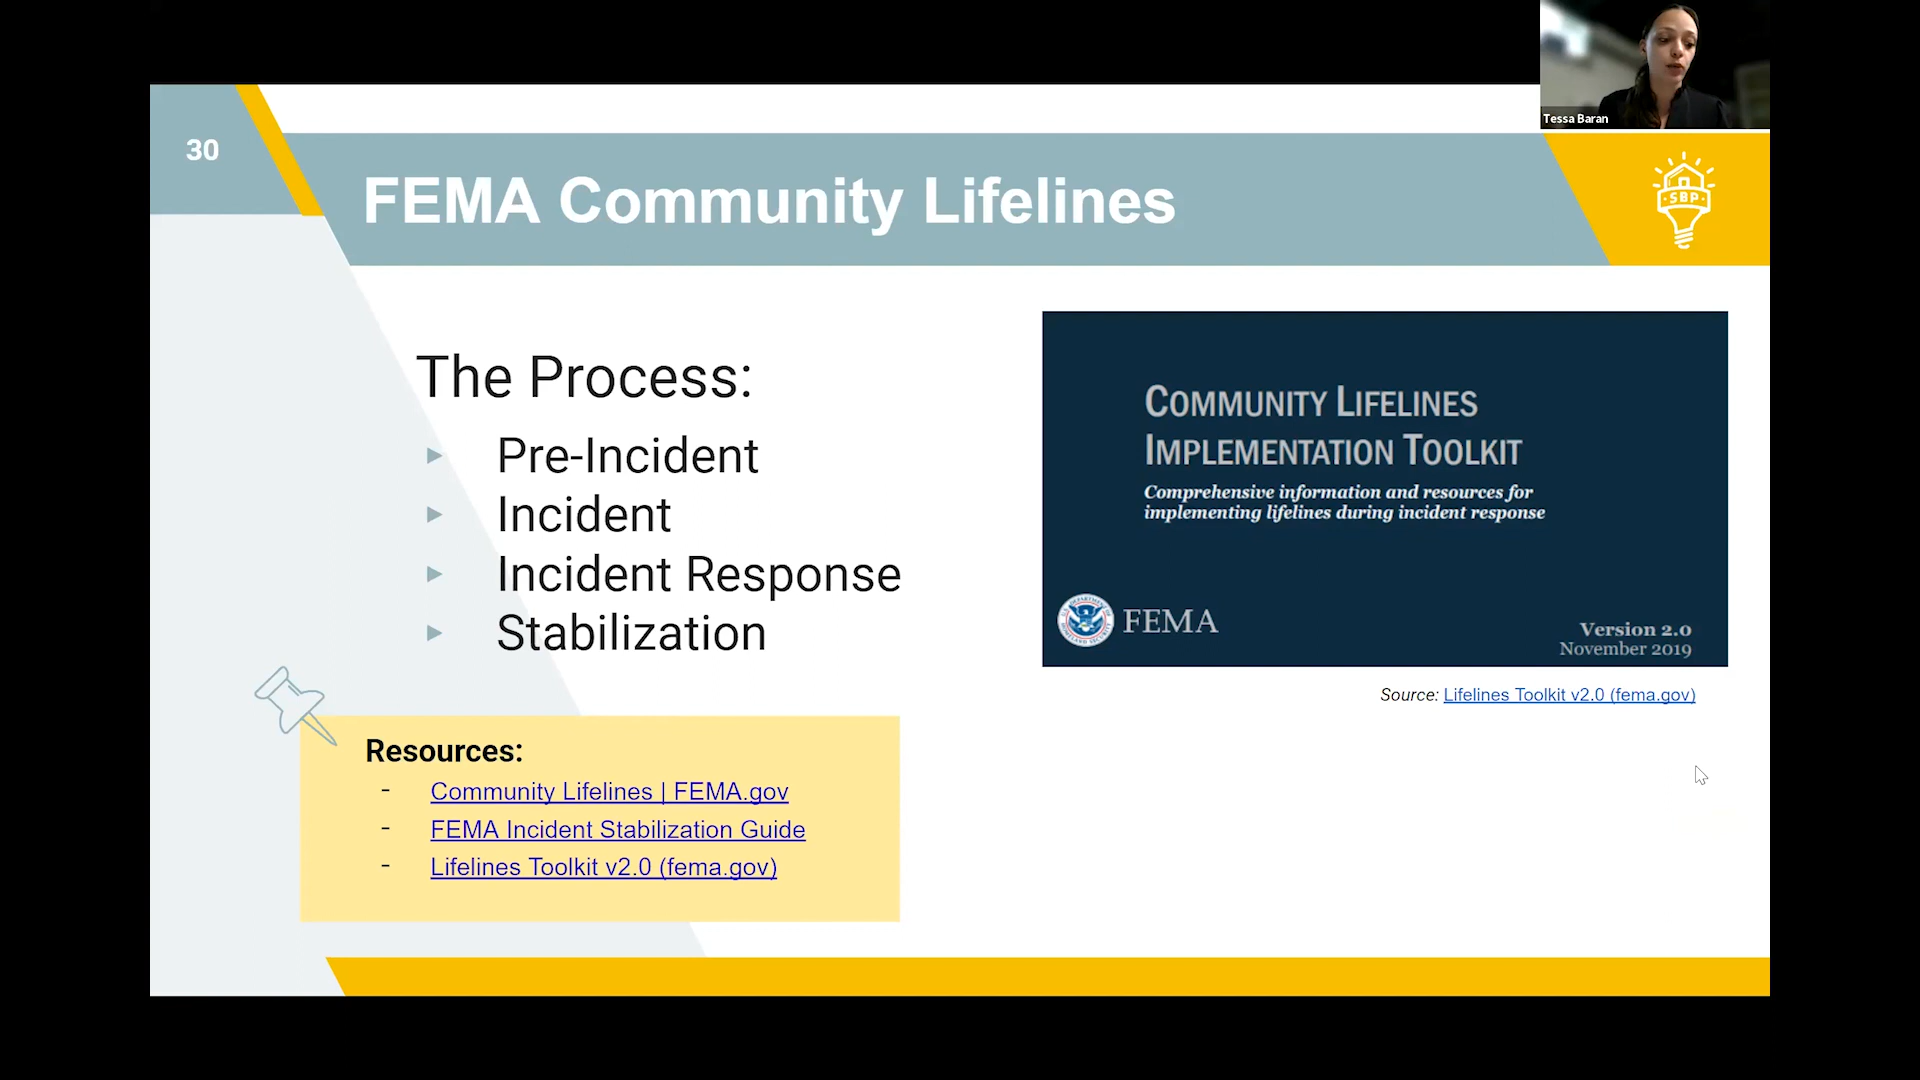 Tessa Baran
30
FEMA Community Lifelines
SBP
The Process:
► Pre-Incident
► Incident
► Incident Response
► Stabilization
COMMUNITY LIFELINES
IMPLEMENTATION TOOLKIT
Comprehensive information and resources for
implementing lifelines during incident response
FEMA
Version 2.0
November 2019
Source: Lifelines Toolkit v2.0 (fema.gov)
Resources:
- Community Lifelines | FEMA.gov
- FEMA Incident Stabilization Guide
- Lifelines Toolkit v2.0 (fema.gov)